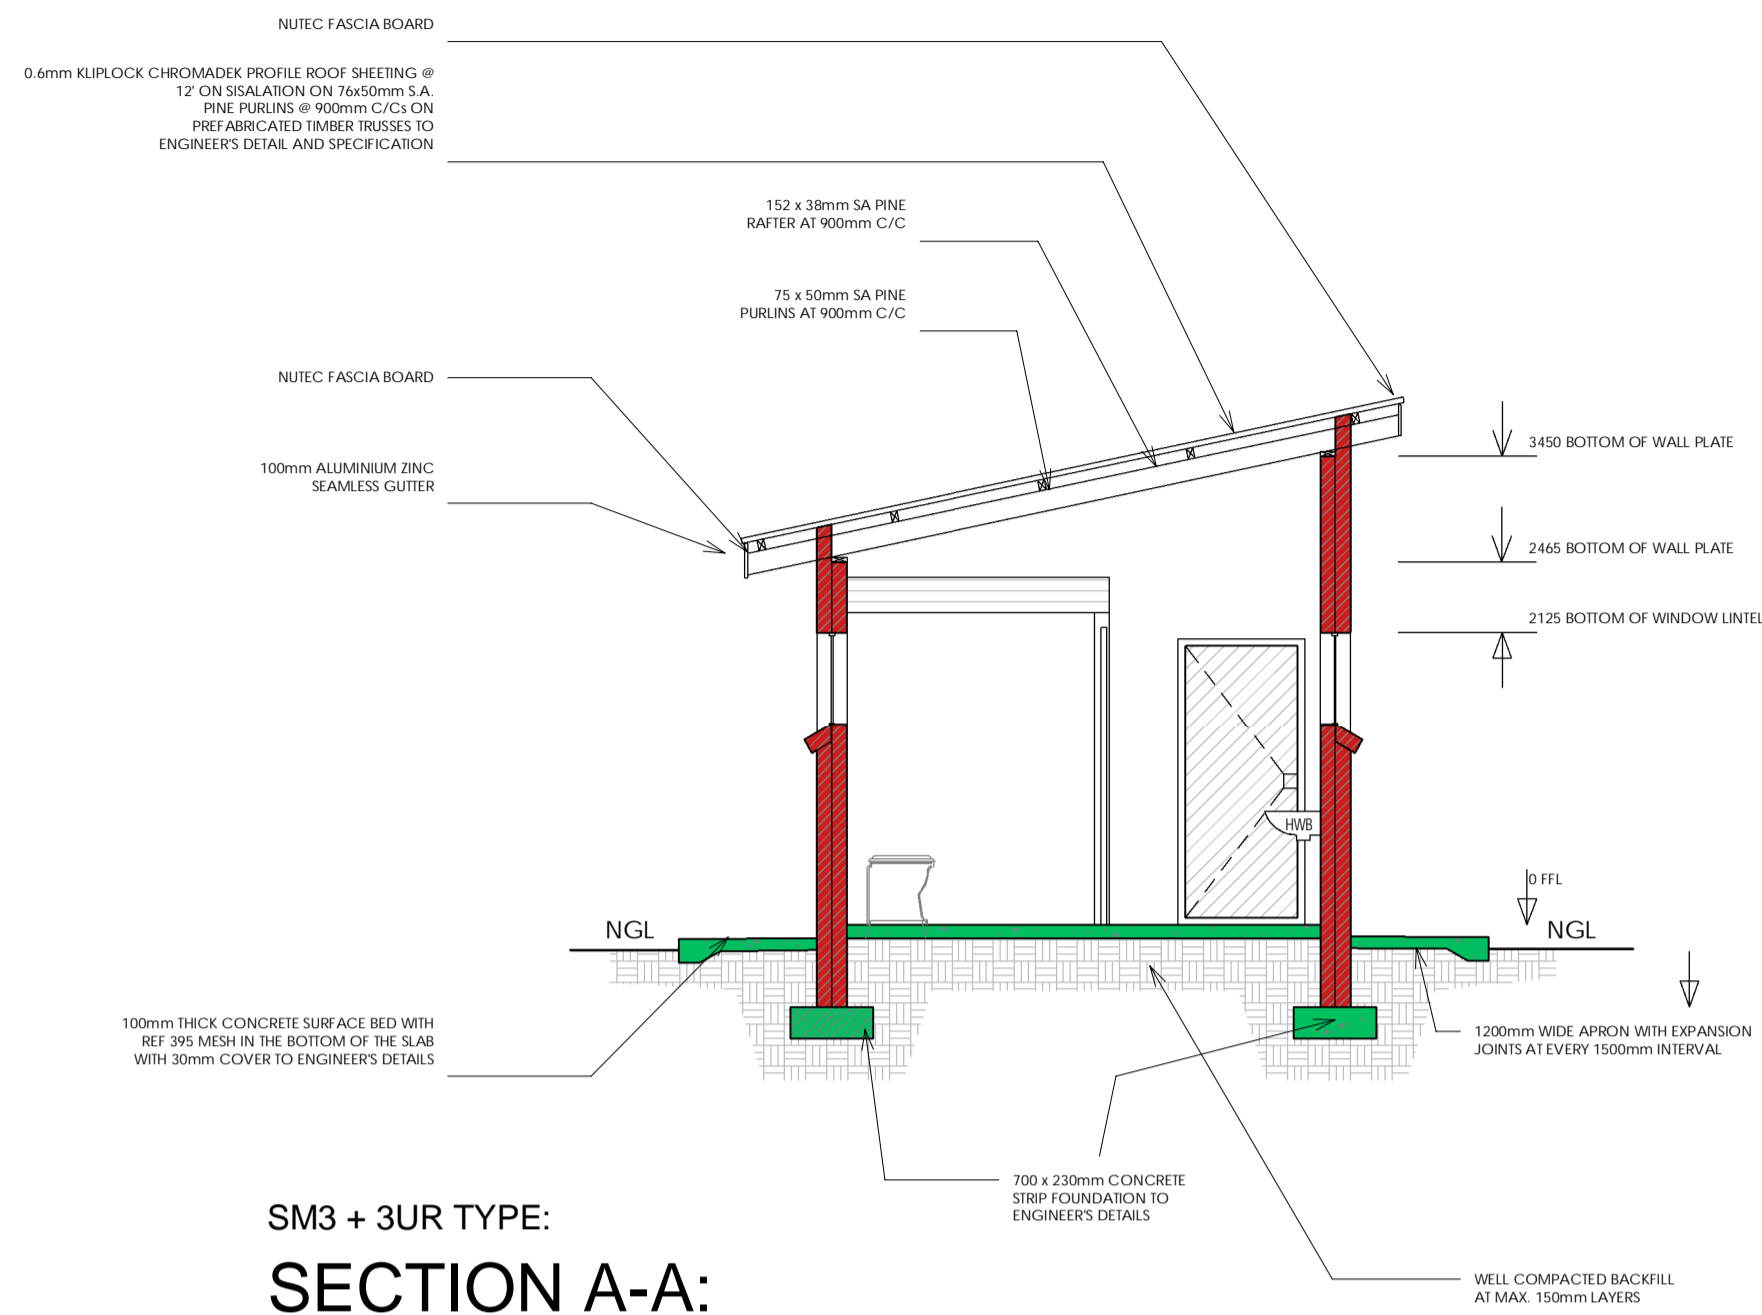 NUTEC FASCIA BOARD
0.6mm KLIPLOCK CHROMADEK PROFILE ROOF SHEETING @
12' ON SISALATION ON 76x50mm S.A.
PINE PURLINS @ 900mm C/Cs ON
PREFABRICATED TIMBER TRUSSES TO
ENGINEER'S DETAIL AND SPECIFICATION
152 x 38mm SA PINE
RAFTER AT 900mm C/C
75 x 50mm SA PINE
PURLINS AT 900mm C/C
NUTEC FASCIA BOARD
100mm ALUMINIUM ZINC
SEAMLESS GUTTER
3450 BOTTOM OF WALL PLATE
2465 BOTTOM OF WALL PLATE
2125 BOTTOM OF WINDOW LINTEL
HWB
0 FFL
NGL
NGL
100mm THICK CONCRETE SURFACE BED WITH
REF 395 MESH IN THE BOTTOM OF THE SLAB
WITH 30mm COVER TO ENGINEER'S DETAILS
1200mm WIDE APRON WITH EXPANSION
JOINTS AT EVERY 1500mm INTERVAL
700 x 230mm CONCRETE
STRIP FOUNDATION TO
ENGINEER'S DETAILS
WELL COMPACTED BACKFILL
AT MAX. 150mm LAYERS
SM3 + 3UR TYPE:
SECTION A-A: